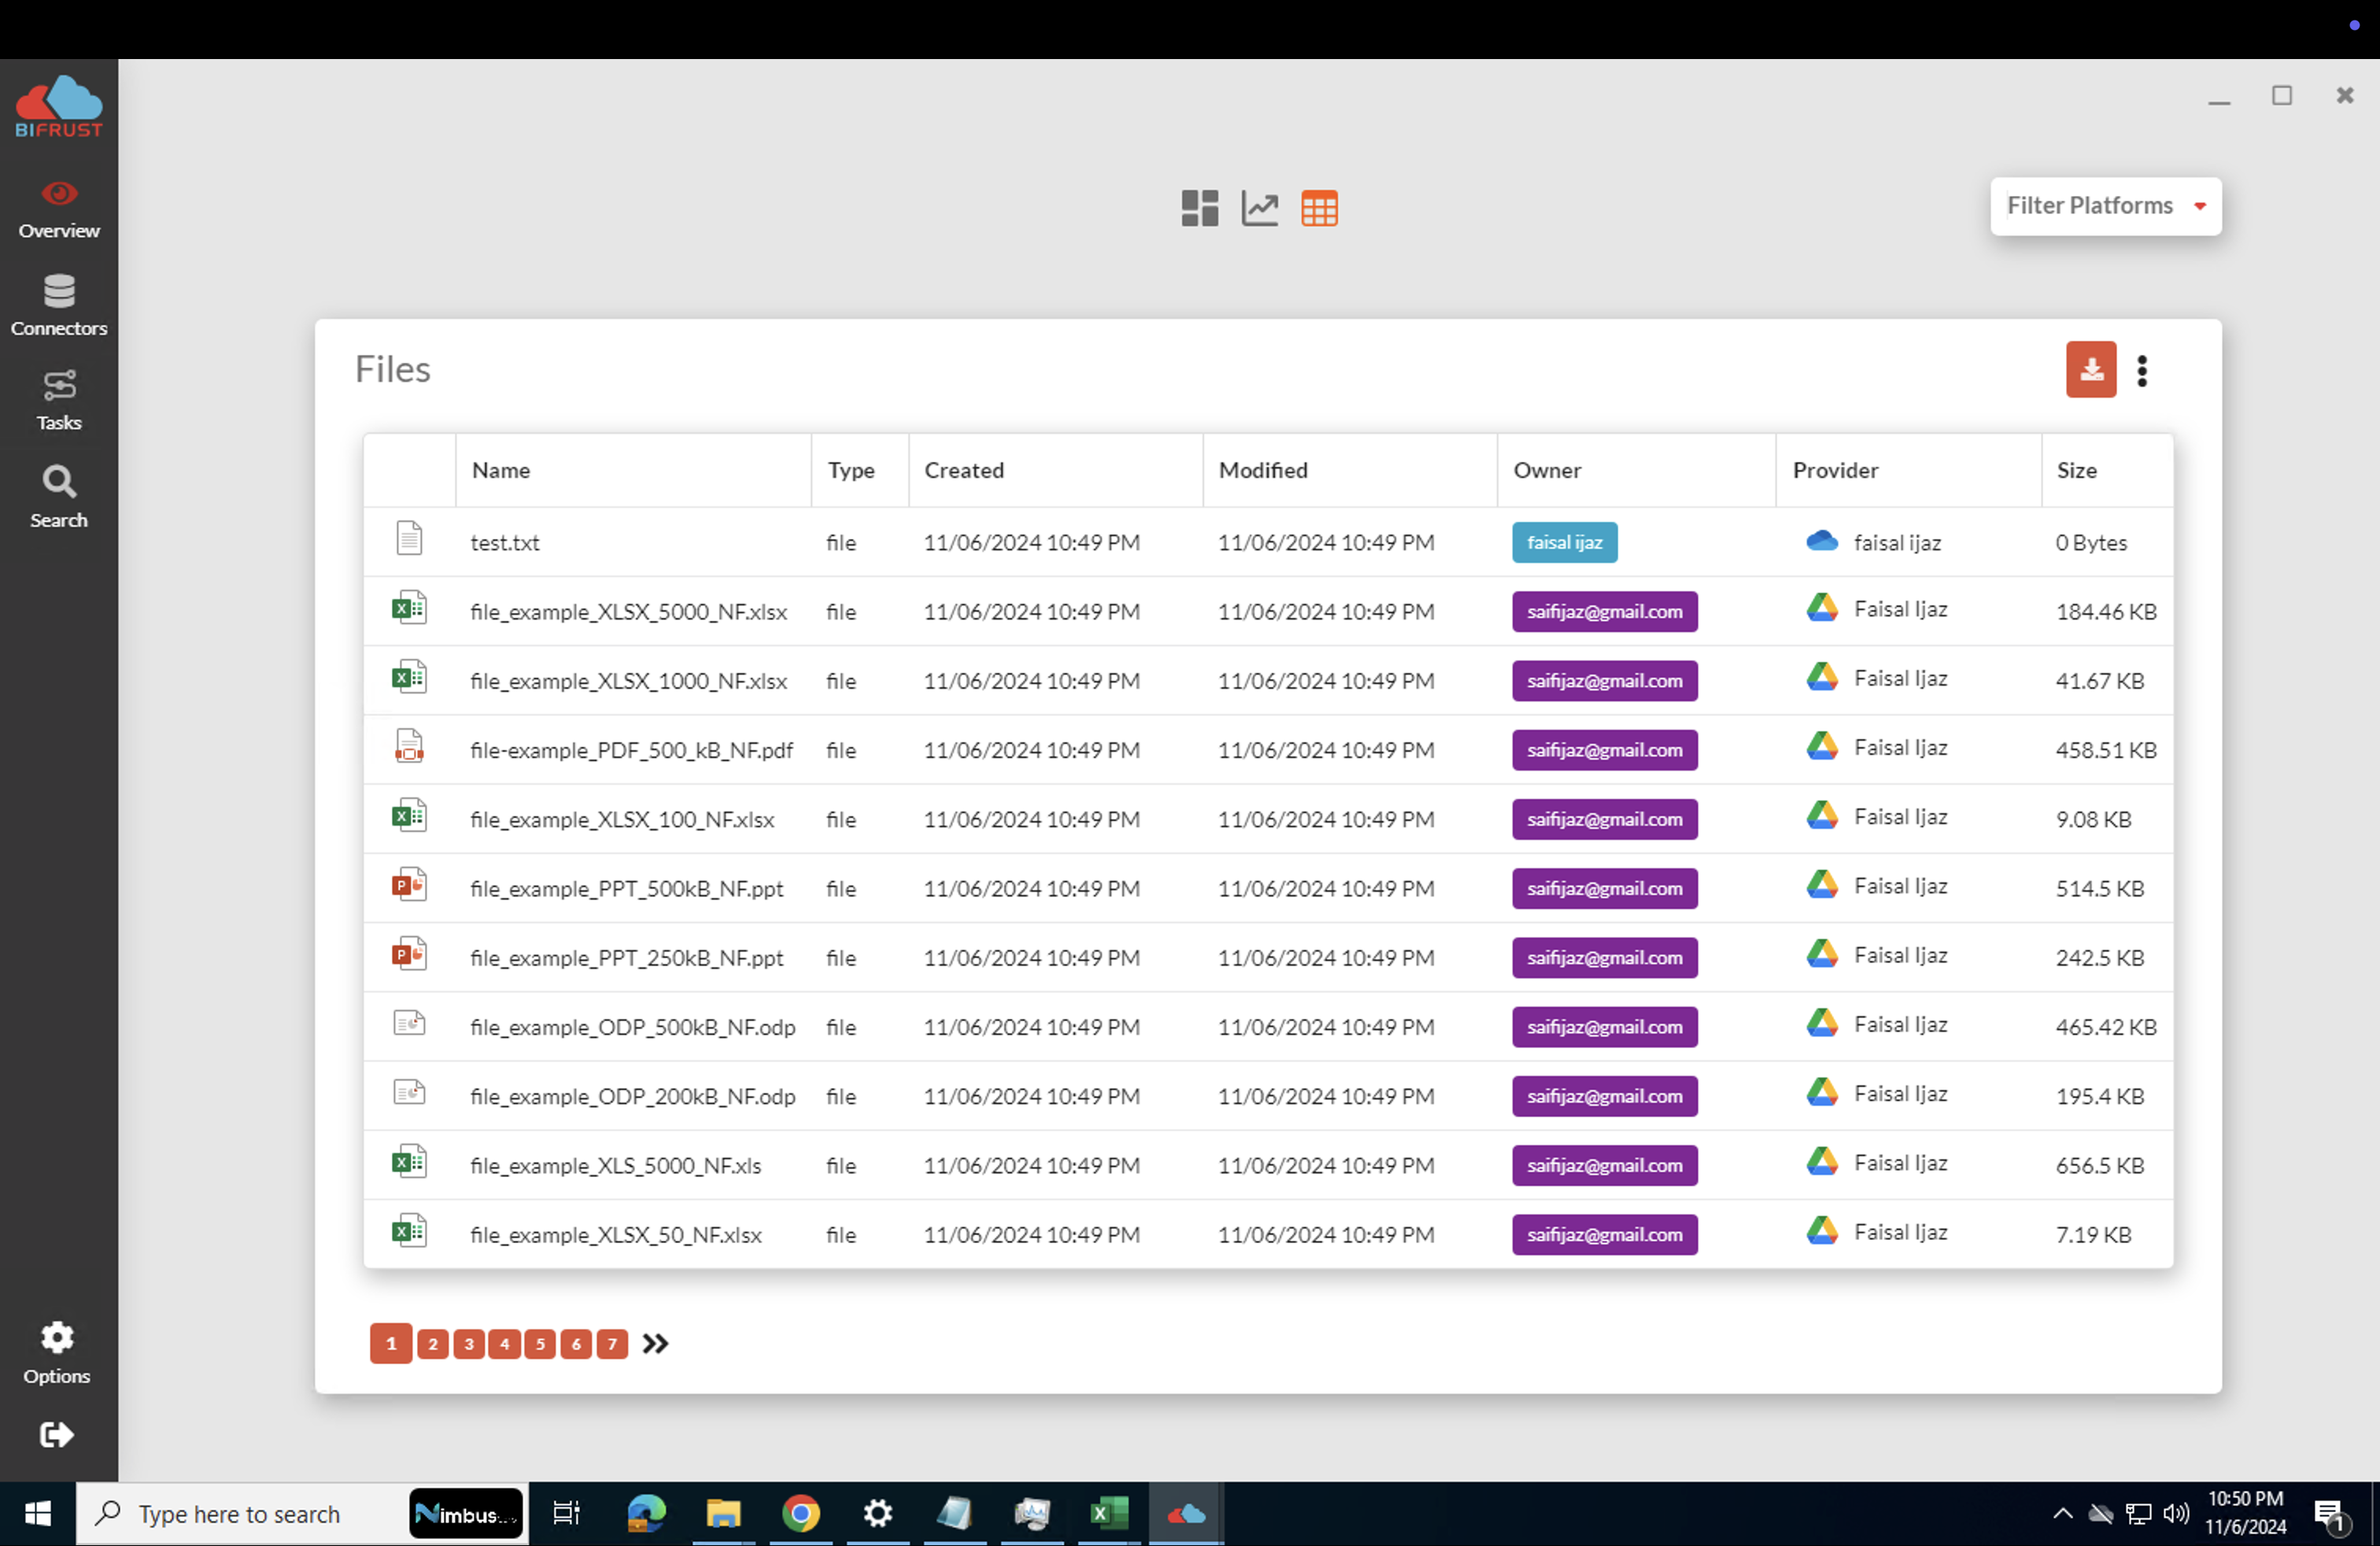 BIFRUST
Overview
Connectors
Tasks
Search
Options
Filter Platforms
Files
Name Type Created Modified Owner Provider Size
test.txt file 11/06/2024 10:49 PM 11/06/2024 10:49 PM faisal ijaz faisal ijaz 0 Bytes
file_example_XLSX_5000_NF.xlsx file 11/06/2024 10:49 PM 11/06/2024 10:49 PM saifijaz@gmail.com Faisal Ijaz 184.46 KB
file_example_XLSX_1000_NF.xlsx file 11/06/2024 10:49 PM 11/06/2024 10:49 PM saifijaz@gmail.com Faisal Ijaz 41.67 KB
file-example_PDF_500_kB_NF.pdf file 11/06/2024 10:49 PM 11/06/2024 10:49 PM saifijaz@gmail.com Faisal Ijaz 458.51 KB
file_example_XLSX_100_NF.xlsx file 11/06/2024 10:49 PM 11/06/2024 10:49 PM saifijaz@gmail.com Faisal Ijaz 9.08 KB
file_example_PPT_500kB_NF.ppt file 11/06/2024 10:49 PM 11/06/2024 10:49 PM saifijaz@gmail.com Faisal Ijaz 514.5 KB
file_example_PPT_250kB_NF.ppt file 11/06/2024 10:49 PM 11/06/2024 10:49 PM saifijaz@gmail.com Faisal Ijaz 242.5 KB
file_example_ODP_500kB_NF.odp file 11/06/2024 10:49 PM 11/06/2024 10:49 PM saifijaz@gmail.com Faisal Ijaz 465.42 KB
file_example_ODP_200kB_NF.odp file 11/06/2024 10:49 PM 11/06/2024 10:49 PM saifijaz@gmail.com Faisal Ijaz 195.4 KB
file_example_XLS_5000_NF.xls file 11/06/2024 10:49 PM 11/06/2024 10:49 PM saifijaz@gmail.com Faisal Ijaz 656.5 KB
file_example_XLSX_50_NF.xlsx file 11/06/2024 10:49 PM 11/06/2024 10:49 PM saifijaz@gmail.com Faisal Ijaz 7.19 KB
1 2 3 4 5 6 7
Type here to search
Nimbus...
10:50 PM
11/6/2024
1